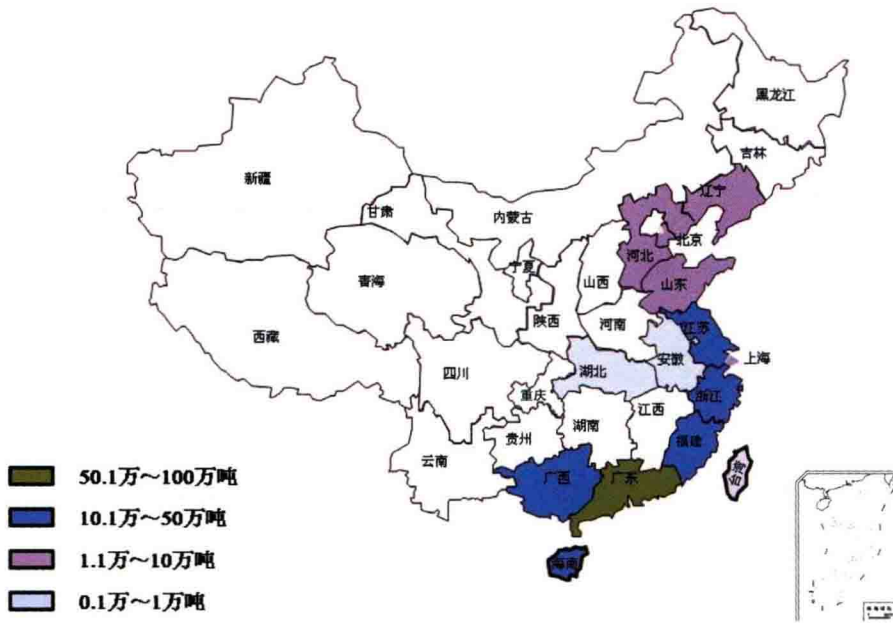 黑龙江
吉林
辽宁
新疆
甘肃
内蒙古
北京
宁夏
河北
山西
山东
青海
陕西
河南
江苏
西藏
安徽
上海
四川
湖北
重庆
浙江
江西
湖南
贵州
福建
云南
广西
广东
台湾
海南
50.1万～100万吨
10.1万～50万吨
1.1万～10万吨
0.1万～1万吨